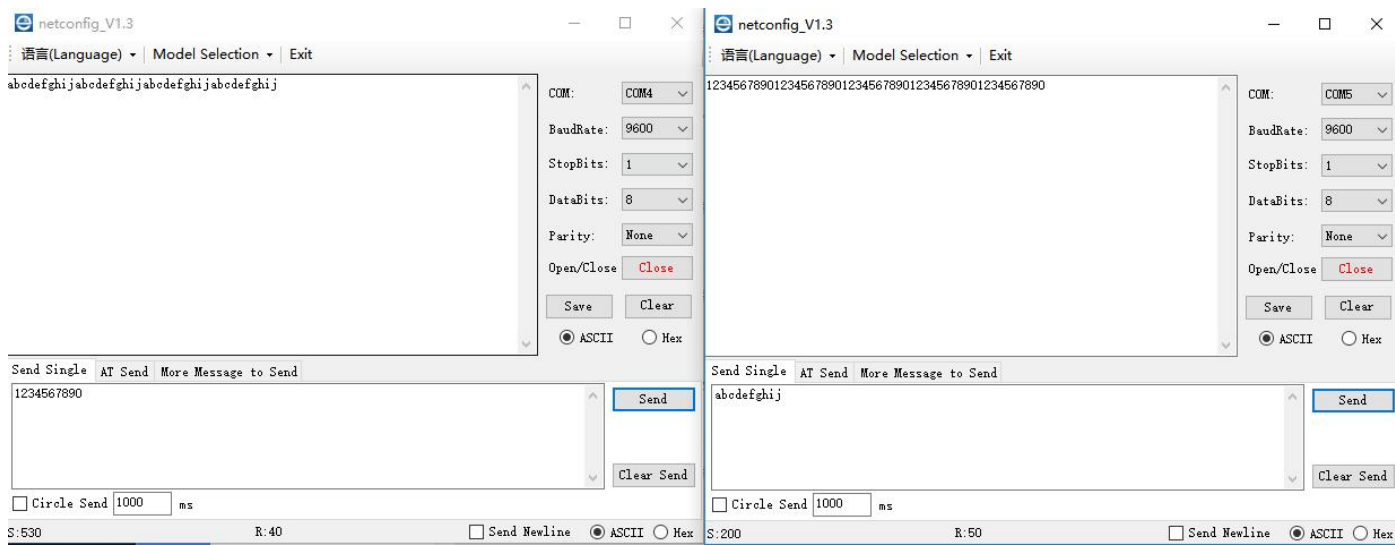 netconfig_V1.3
语言(Language) Model Selection Exit
abcdefghijabcdefghijabcdefghijabcdefghij
COM: COM4
BaudRate: 9600
StopBits: 1
DataBits: 8
Parity: None
Open/Close Close
Save Clear
ASCII Hex
Send Single AT Send More Message to Send
1234567890
Send
Clear Send
Circle Send 1000 ms
S:530 R:40 Send Newline ASCII Hex
netconfig_V1.3
语言(Language) Model Selection Exit
12345678901234567890123456789012345678901234567890
COM: COM5
BaudRate: 9600
StopBits: 1
DataBits: 8
Parity: None
Open/Close Close
Save Clear
ASCII Hex
Send Single AT Send More Message to Send
abcdefghij
Send
Clear Send
Circle Send 1000 ms
S:200 R:50 Send Newline ASCII Hex